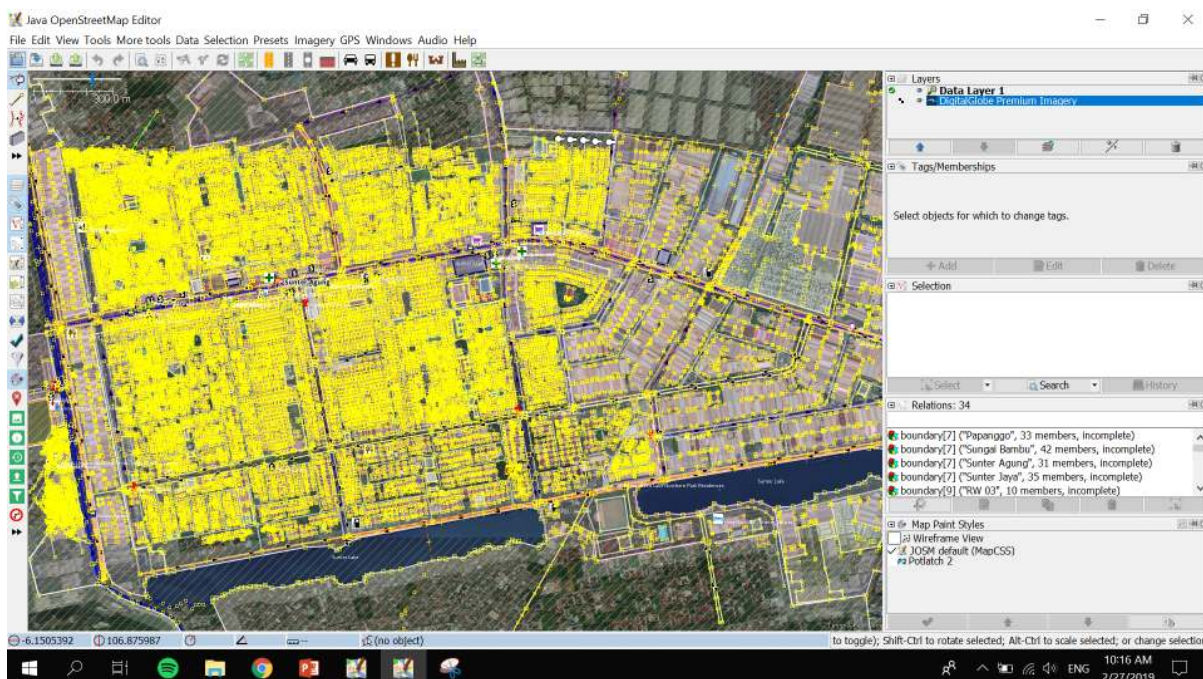 Java OpenStreetMap Editor
File Edit View Tools More tools Data Selection Presets Imagery GPS Windows Audio Help
300.0 m
Sunter Agung
Sunter Lake
Sunter Lake
Layers
Data Layer 1
DigitalGlobe Premium Imagery
Tags/Memberships
Select objects for which to change tags.
Add Edit Delete
Selection
Select Search History
Relations: 34
boundary[7] ("Papanggo", 33 members, incomplete)
boundary[7] ("Sungai Bambu", 42 members, incomplete)
boundary[7] ("Sunter Agung", 31 members, incomplete)
boundary[7] ("Sunter Jaya", 35 members, incomplete)
boundary[9] ("RW 03", 10 members, incomplete)
Map Paint Styles
Wireframe View
JOSM default (MapCSS)
Potlatch 2
-6.1505392 106.875987 -- (no object) to toggle); Shift-Ctrl to rotate selected; Alt-Ctrl to scale selected; or change selection
ENG
10:16 AM
2/27/2019